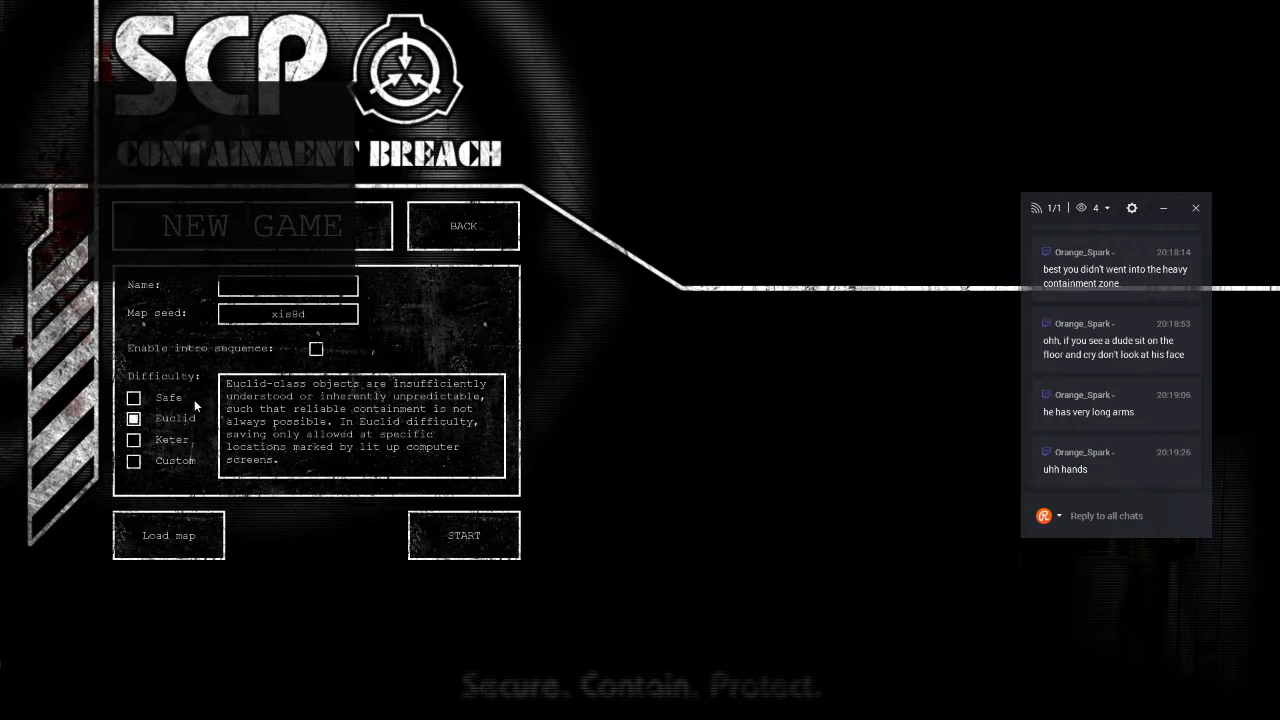 SCP
CONTAINMENT BREACH
NEW GAME
BACK
Name:
Map seed:
xis8d
Enable intro sequence:
Difficulty:
Safe
Euclid
Keter
Custom
Euclid-class objects are insufficiently
understood or inherently unpredictable,
such that reliable containment is not
always possible. In Euclid difficulty,
saving only allowed at specific
locations marked by lit up computer
screens.
Load map
START
Secure. Contain. Protect.
1/1
4
Orange_Spark- 20:18:14
best you didn't went into the heavy
containment zone
Orange_Spark- 20:18:53
ohh, if you see a dude sit on the
floor and cry don't look at his face
Orange_Spark- 20:19:06
he has very long arms
Orange_Spark- 20:19:26
uhh hands
Reply to all chats